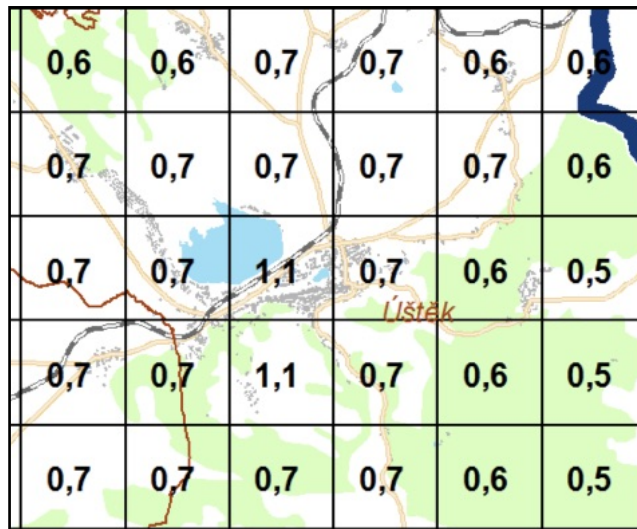 0,6 0,6 0,7 0,7 0,6 0,6
0,7 0,7 0,7 0,7 0,7 0,6
0,7 0,7 1,1 0,7 0,6 0,5
Úštěk
0,7 0,7 1,1 0,7 0,6 0,5
0,7 0,7 0,7 0,7 0,6 0,5